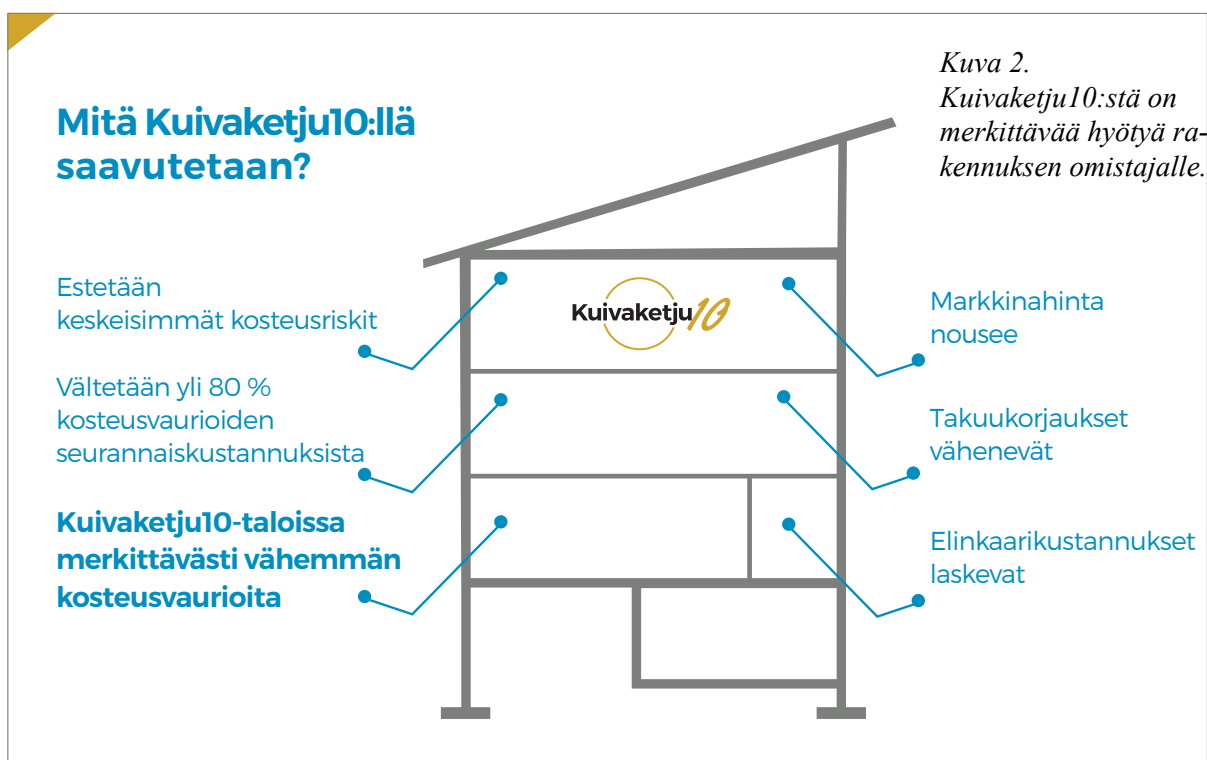 Mitä Kuivaketju10:llä
saavutetaan?
Kuva 2.
Kuivaketju10:stä on
merkittävää hyötyä ra-
kennuksen omistajalle.
Estetään
keskeisimmät kosteusriskit
Vältetään yli 80 %
kosteusvaurioiden
seurannaiskustannuksista
Kuivaketju10-taloissa
merkittävästi vähemmän
kosteusvaurioita
Kuivaketju10
Markkinahinta
nousee
Takuukorjaukset
vähenevät
Elinkaarikustannukset
laskevat